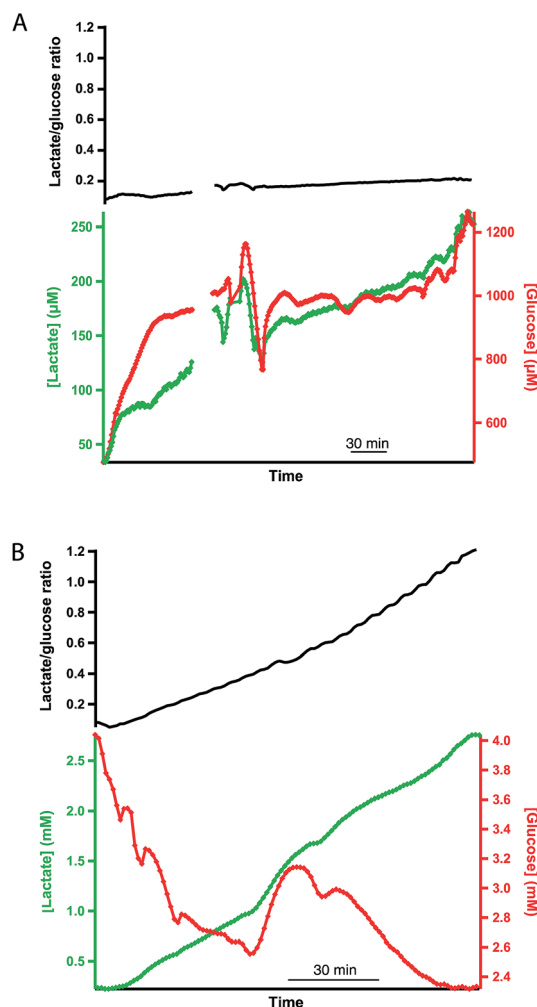 A
Lactate/glucose ratio
1.2
1.0
0.8
0.6
0.4
0.2
[Lactate] (µM)
250
200
150
100
50
1200
1000
800
600
[Glucose]
(µM)
30 min
Time
B
Lactate/glucose ratio
1.2
1.0
0.8
0.6
0.4
0.2
[Lactate] (mM)
2.5
2.0
1.5
1.0
0.5
4.0
3.8
3.6
3.4
3.2
3.0
2.8
2.6
2.4
[Glucose]
(mM)
30 min
Time